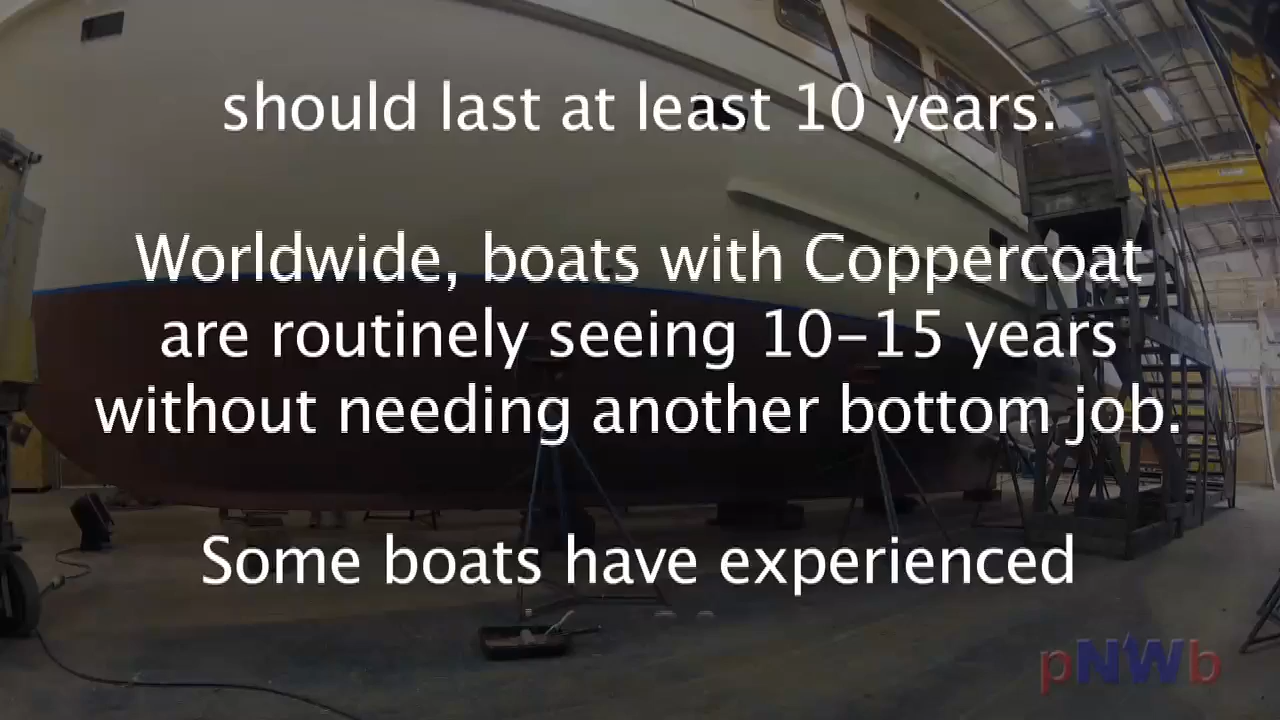 should last at least 10 years.
Worldwide, boats with Coppercoat
are routinely seeing 10-15 years
without needing another bottom job.
Some boats have experienced
pNWb